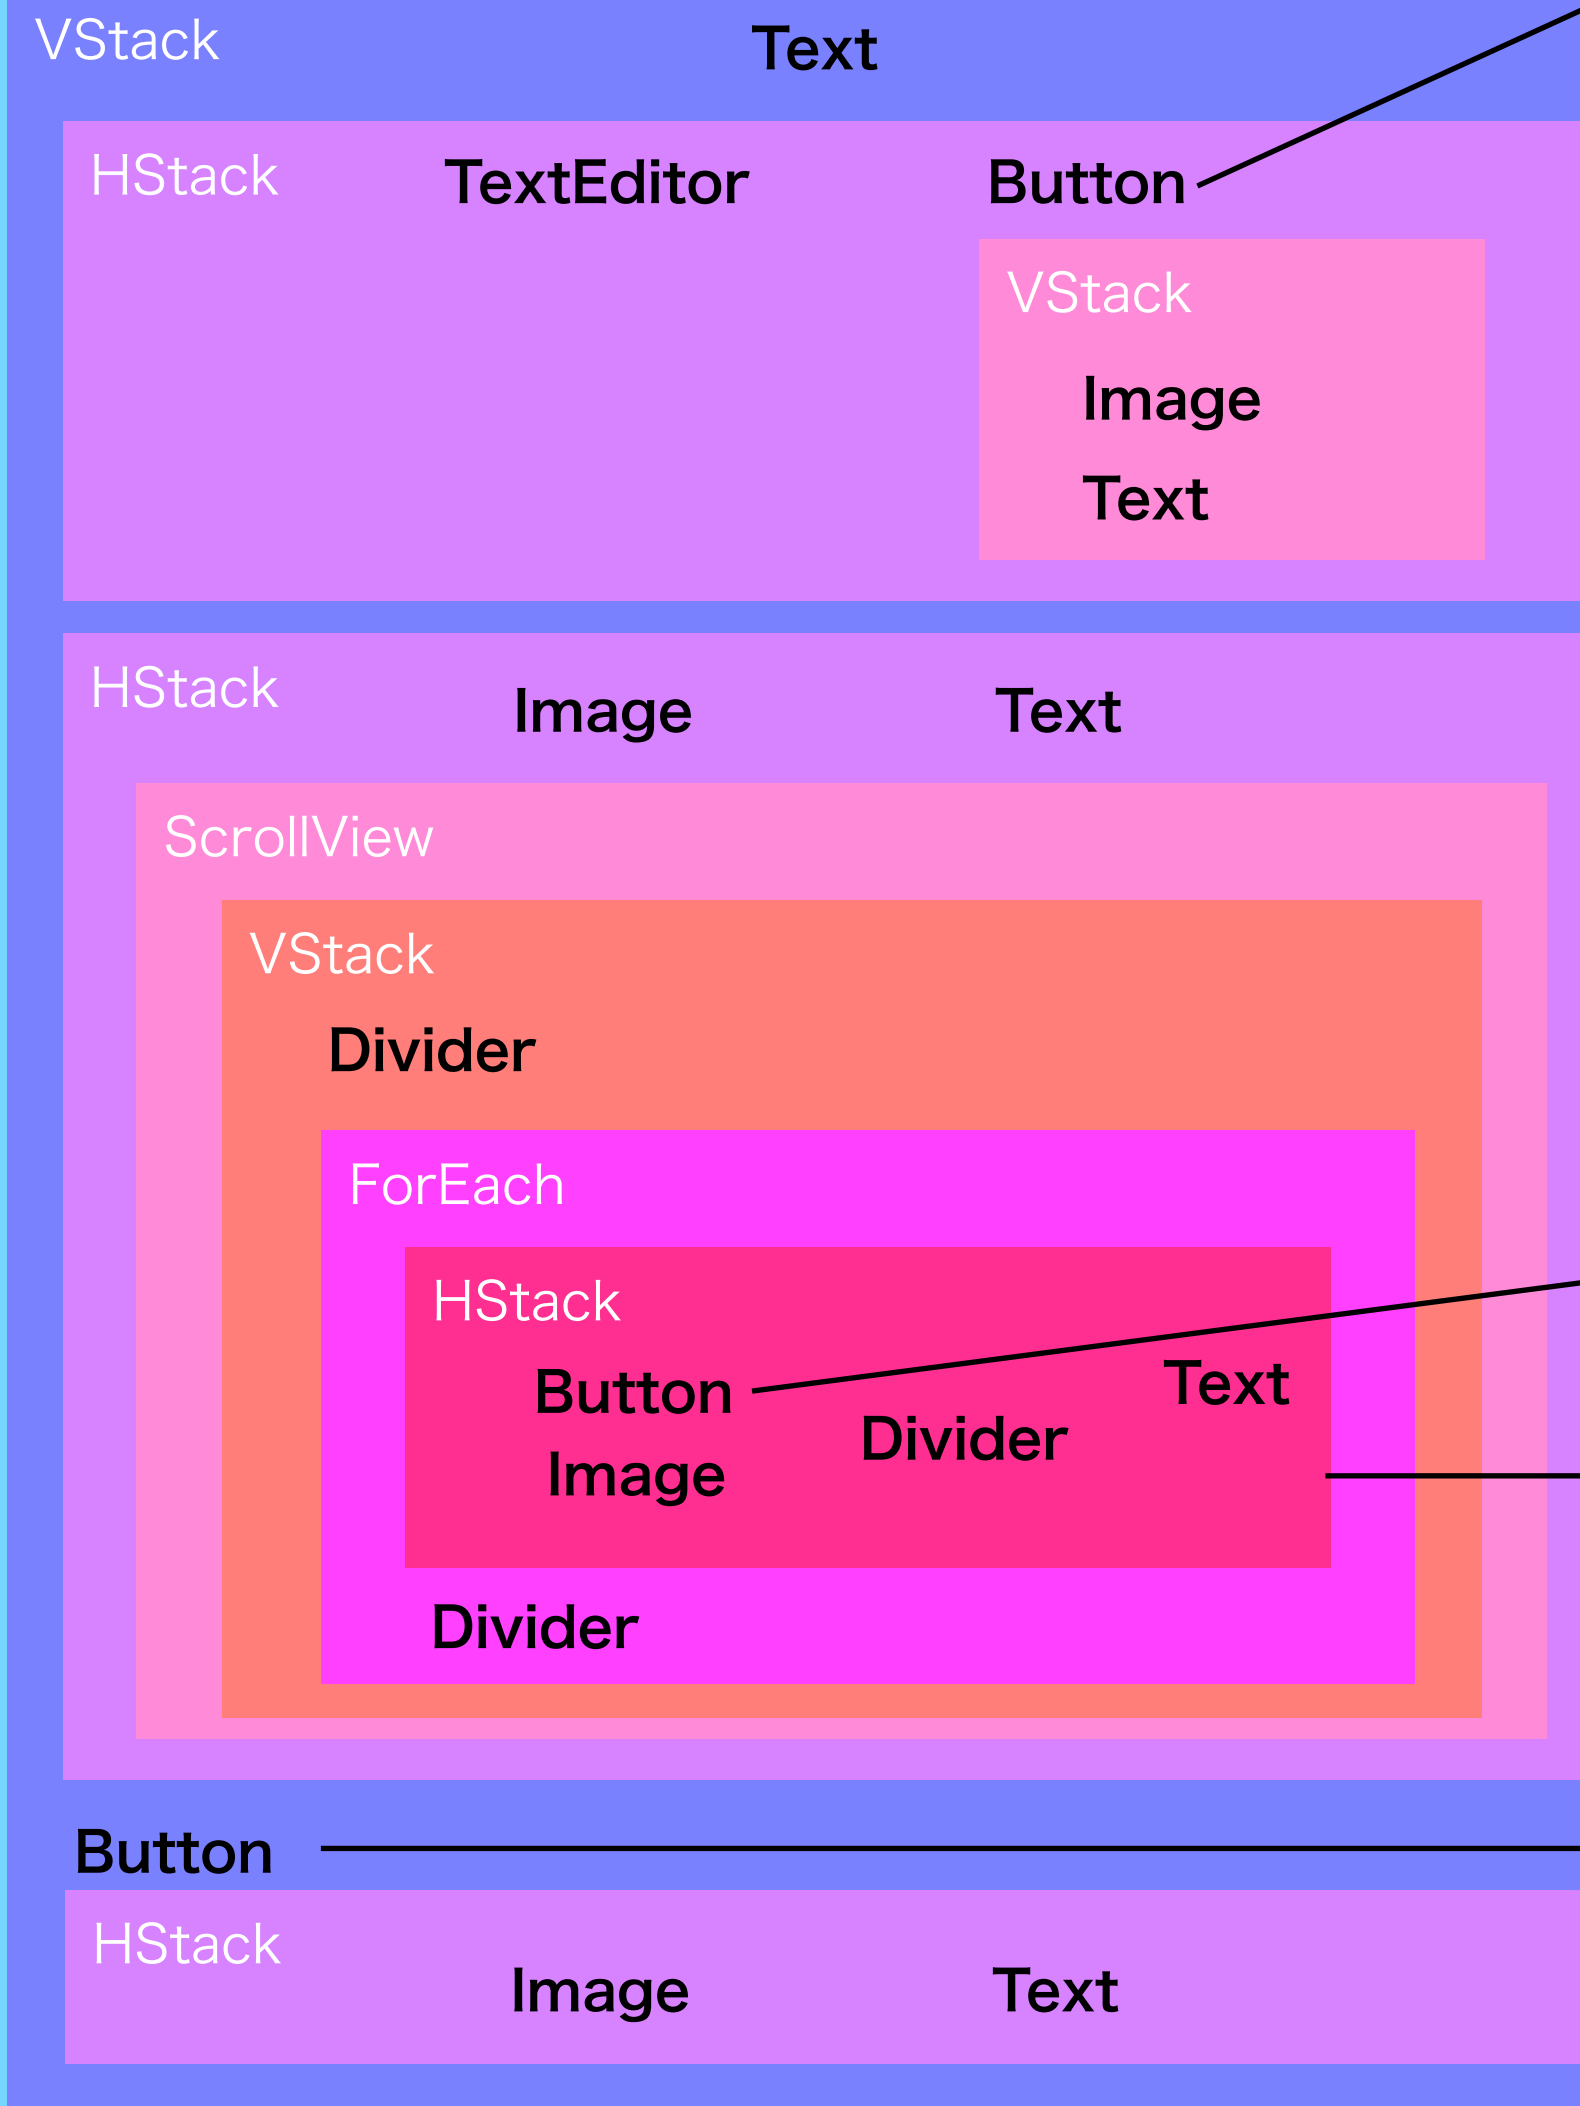 VStack
Text
HStack
TextEditor
Button
VStack
Image
Text
HStack
Image
Text
ScrollView
VStack
Divider
ForEach
HStack
Button
Text
Divider
Image
Divider
Button
HStack
Image
Text